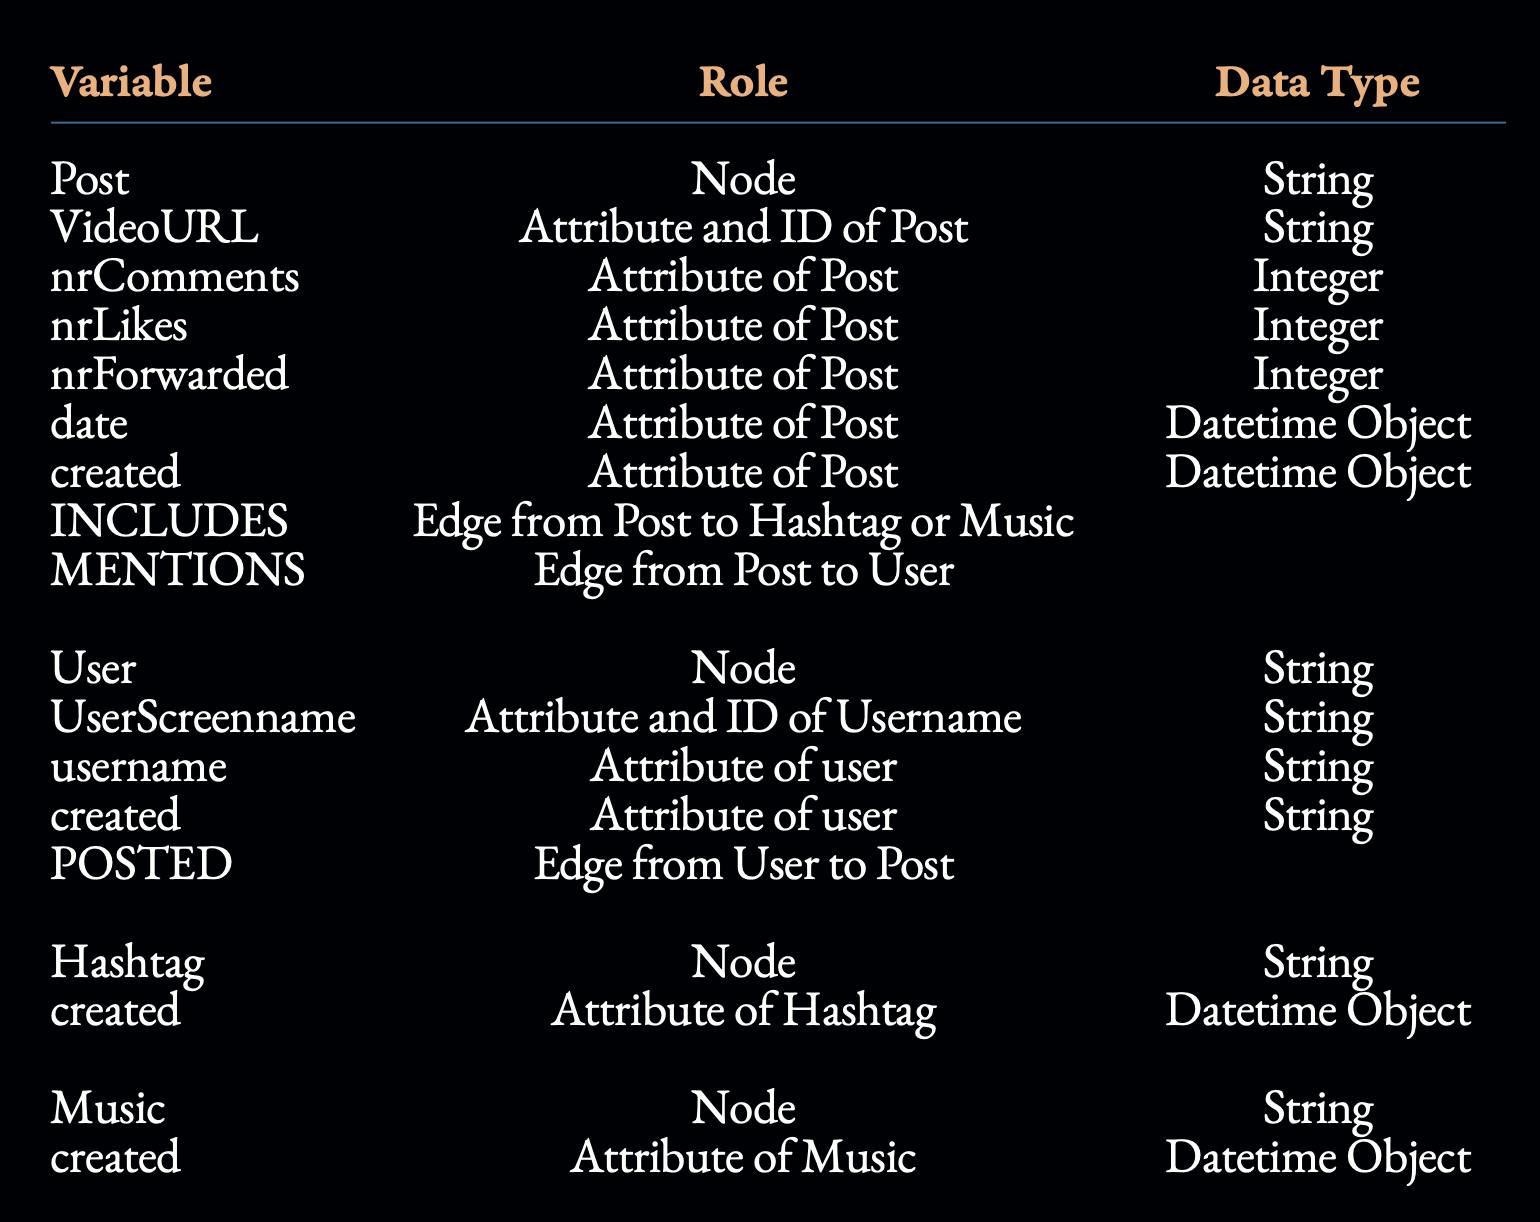 Variable Role Data Type
Post Node String
VideoURL Attribute and ID of Post String
nrComments Attribute of Post Integer
nrLikes Attribute of Post Integer
nrForwarded Attribute of Post Integer
date Attribute of Post Datetime Object
created Attribute of Post Datetime Object
INCLUDES Edge from Post to Hashtag or Music
MENTIONS Edge from Post to User
User Node String
UserScreenname Attribute and ID of Username String
username Attribute of user String
created Attribute of user String
POSTED Edge from User to Post
Hashtag Node String
created Attribute of Hashtag Datetime Object
Music Node String
created Attribute of Music Datetime Object